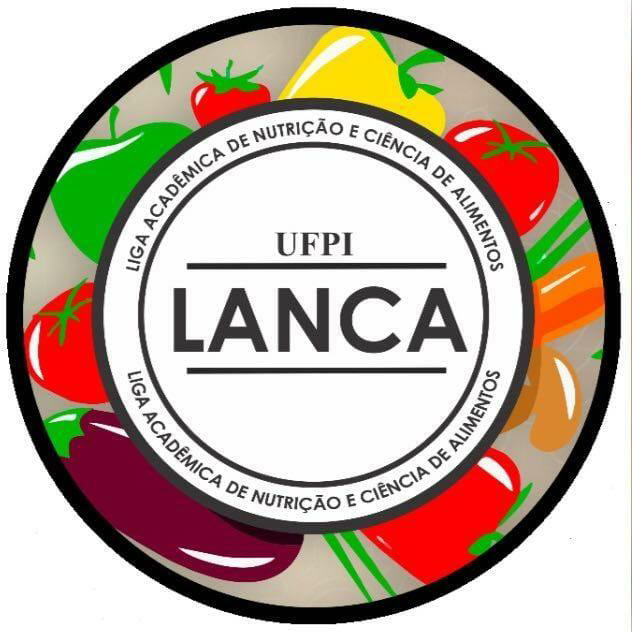 LIGA ACADÊMICA DE NUTRIÇÃO E CIÊNCIA DE ALIMENTOS
UFPI
LANCA
LIGA ACADÊMICA DE NUTRIÇÃO E CIÊNCIA DE ALIMENTOS